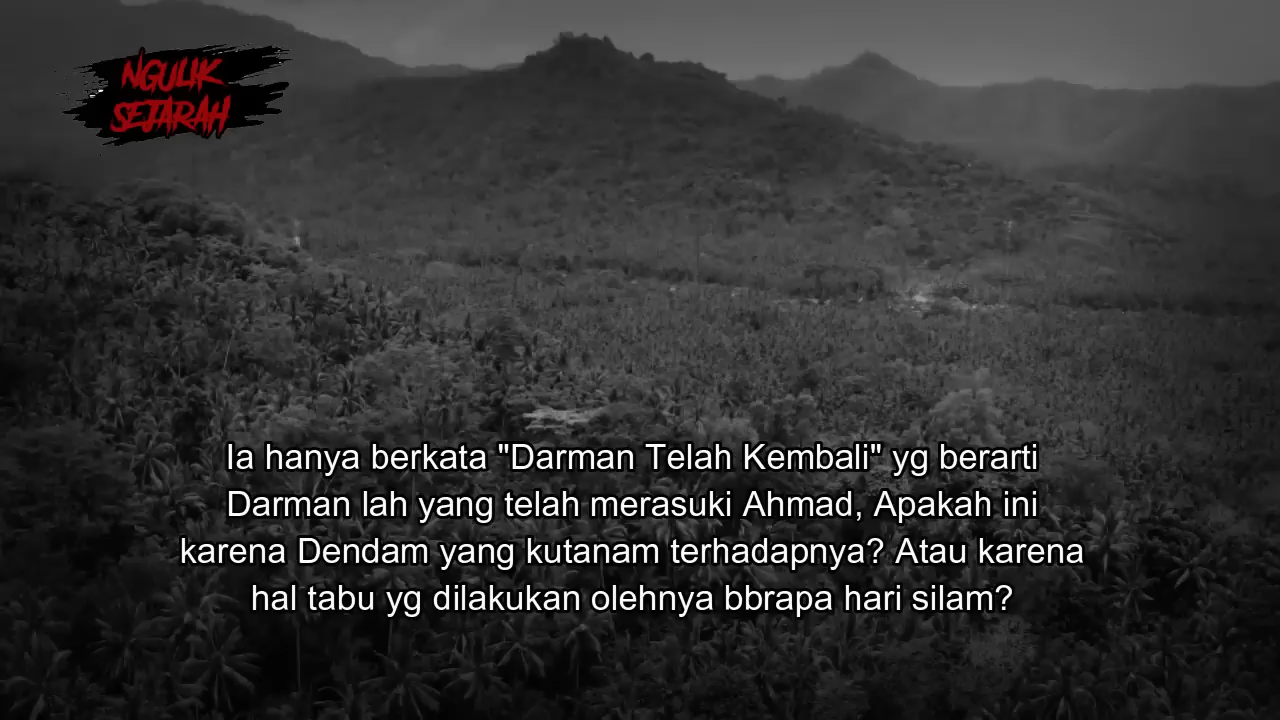 NGULIK
SEJARAH
Ia hanya berkata "Darman Telah Kembali" yg berarti
Darman lah yang telah merasuki Ahmad, Apakah ini
karena Dendam yang kutanam terhadapnya? Atau karena
hal tabu yg dilakukan olehnya bbrapa hari silam?